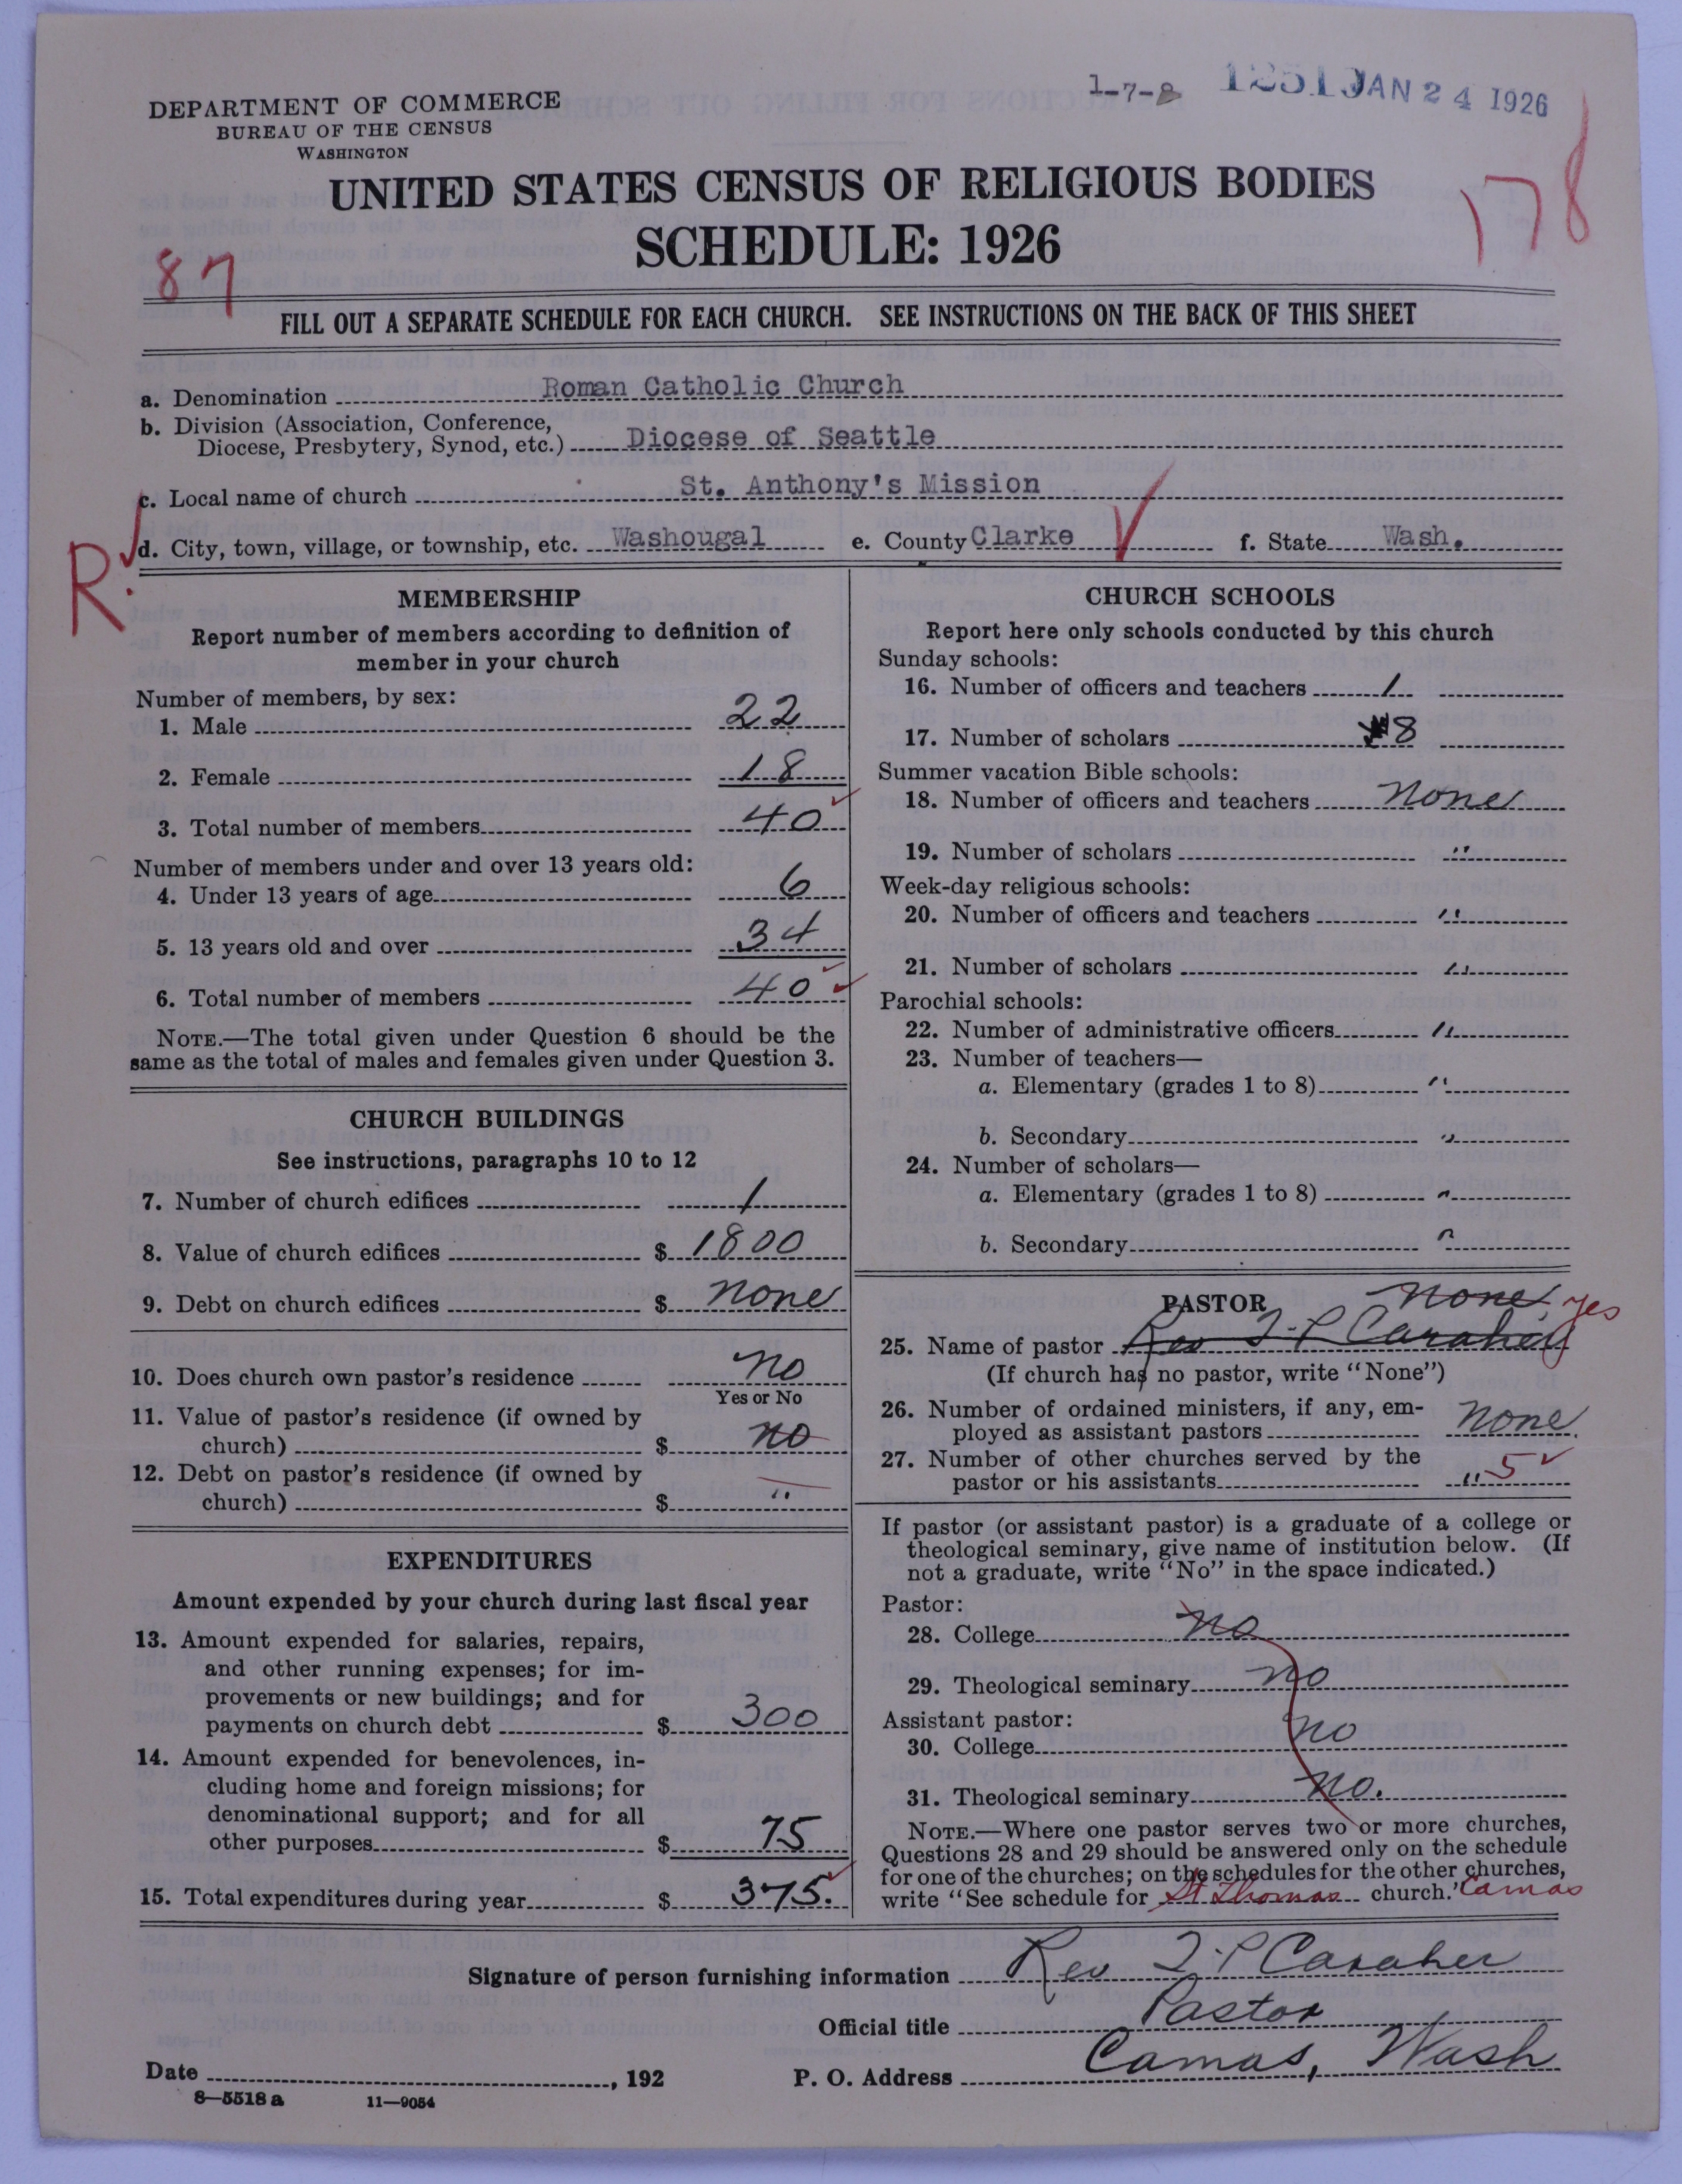 1-7-8 1251 JAN 24 1926
DEPARTMENT OF COMMERCE
BUREAU OF THE CENSUS
WASHINGTON
UNITED STATES CENSUS OF RELIGIOUS BODIES
178
SCHEDULE: 1926
87
FILL OUT A SEPARATE SCHEDULE FOR EACH CHURCH. SEE INSTRUCTIONS ON THE BACK OF THIS SHEET
a. Denomination Roman Catholic Church
b. Division (Association, Conference,
Diocese, Presbytery, Synod, etc.) Diocese of Seattle
c. Local name of church St. Anthony's Mission
R. d. City, town, village, or township, etc. Washougal e. County Clarke f. State Wash.
MEMBERSHIP
Report number of members according to definition of
member in your church
Number of members, by sex:
1. Male 22
2. Female 18
3. Total number of members 40
Number of members under and over 13 years old:
4. Under 13 years of age 6
5. 13 years old and over 34
6. Total number of members 40
NOTE.—The total given under Question 6 should be the
same as the total of males and females given under Question 3.
CHURCH BUILDINGS
See instructions, paragraphs 10 to 12
7. Number of church edifices 1
8. Value of church edifices $ 1800
9. Debt on church edifices $ none
10. Does church own pastor's residence no
Yes or No
11. Value of pastor's residence (if owned by
church) $ no
12. Debt on pastor's residence (if owned by
church) $ "
EXPENDITURES
Amount expended by your church during last fiscal year
13. Amount expended for salaries, repairs,
and other running expenses; for im-
provements or new buildings; and for
payments on church debt $ 300
14. Amount expended for benevolences, in-
cluding home and foreign missions; for
denominational support; and for all
other purposes $ 75
15. Total expenditures during year $ 375.
CHURCH SCHOOLS
Report here only schools conducted by this church
Sunday schools:
16. Number of officers and teachers 1
17. Number of scholars 8
Summer vacation Bible schools:
18. Number of officers and teachers none
19. Number of scholars "
Week-day religious schools:
20. Number of officers and teachers "
21. Number of scholars "
Parochial schools:
22. Number of administrative officers "
23. Number of teachers—
a. Elementary (grades 1 to 8) "
b. Secondary "
24. Number of scholars—
a. Elementary (grades 1 to 8) "
b. Secondary "
PASTOR none yes
25. Name of pastor Rev T-P Caraher
(If church has no pastor, write "None")
26. Number of ordained ministers, if any, em-
ployed as assistant pastors none
27. Number of other churches served by the
pastor or his assistants " 5
If pastor (or assistant pastor) is a graduate of a college or
theological seminary, give name of institution below. (If
not a graduate, write "No" in the space indicated.)
Pastor:
28. College no
29. Theological seminary no
Assistant pastor:
30. College no
31. Theological seminary no.
NOTE.—Where one pastor serves two or more churches,
Questions 28 and 29 should be answered only on the schedule
for one of the churches; on the schedules for the other churches,
write "See schedule for St Thomas church." Camas
Signature of person furnishing information Rev T-P Caraher
Official title Pastor
Date , 192 P. O. Address Camas, Wash
8—5518 a 11—9054